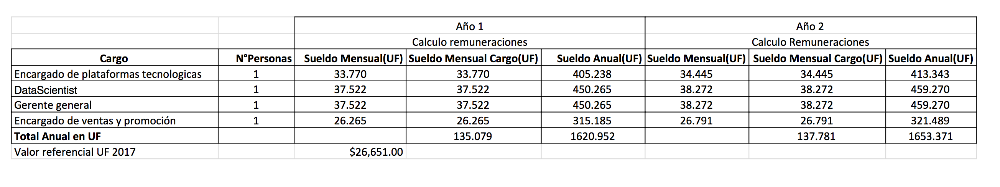 Año 1 Año 2
Calculo remuneraciones Calculo Remuneraciones
Cargo N°Personas Sueldo Mensual(UF) Sueldo Mensual Cargo(UF) Sueldo Anual(UF) Sueldo Mensual(UF) Sueldo Mensual Cargo(UF) Sueldo Anual(UF)
Encargado de plataformas tecnologicas 1 33.770 33.770 405.238 34.445 34.445 413.343
DataScientist 1 37.522 37.522 450.265 38.272 38.272 459.270
Gerente general 1 37.522 37.522 450.265 38.272 38.272 459.270
Encargado de ventas y promoción 1 26.265 26.265 315.185 26.791 26.791 321.489
Total Anual en UF 135.079 1620.952 137.781 1653.371
Valor referencial UF 2017 $26,651.00